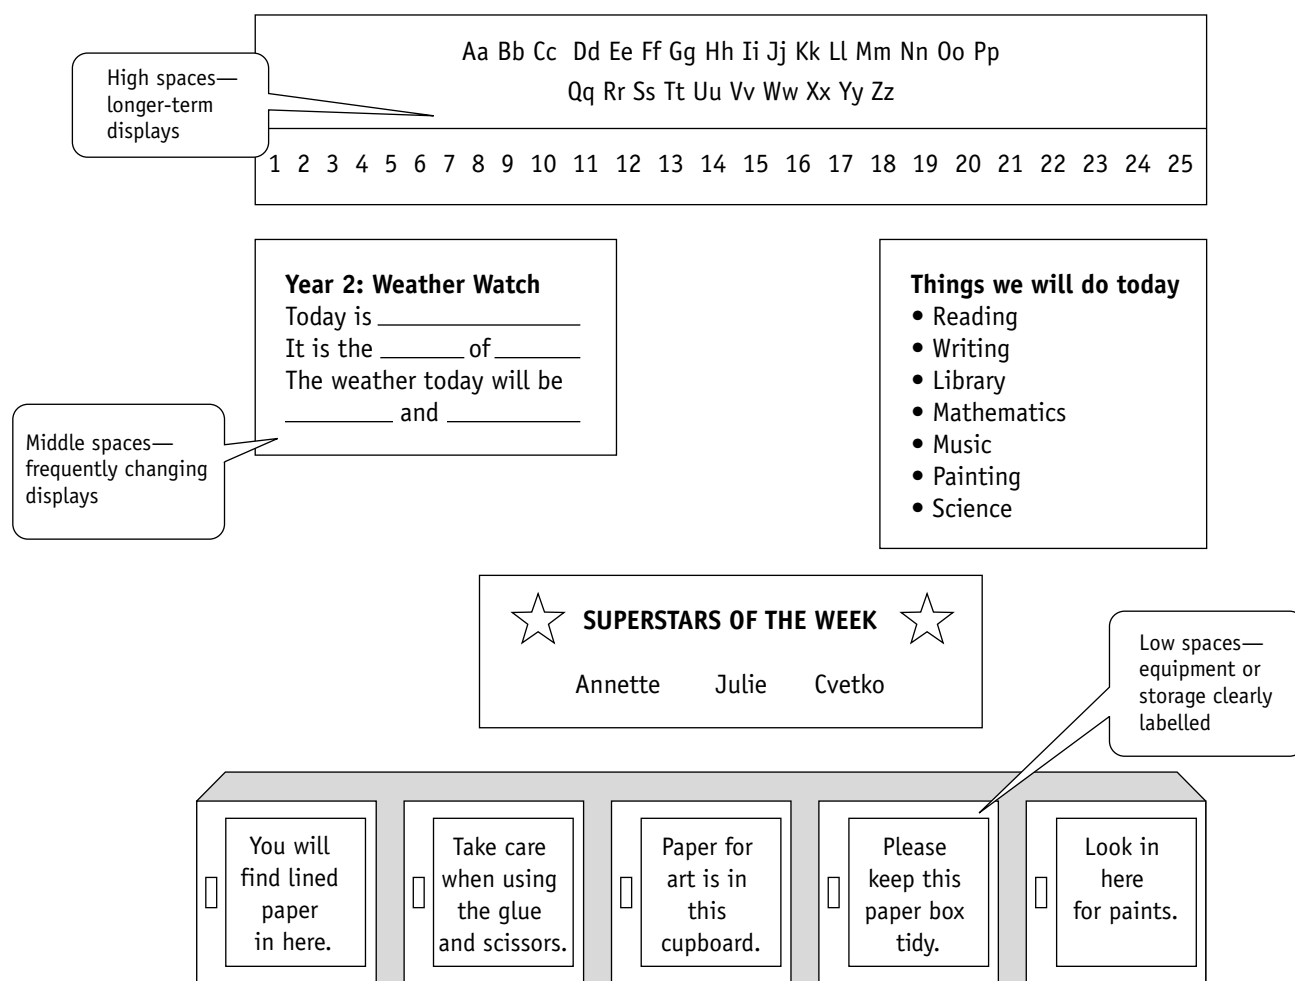 Aa Bb Cc Dd Ee Ff Gg Hh Ii Jj Kk Ll Mm Nn Oo Pp
Qq Rr Ss Tt Uu Vv Ww Xx Yy Zz
High spaces—
longer-term
displays
1 2 3 4 5 6 7 8 9 10 11 12 13 14 15 16 17 18 19 20 21 22 23 24 25
Year 2: Weather Watch
Today is _______________
It is the ______ of ______
The weather today will be
________ and __________
Middle spaces—
frequently changing
displays
Things we will do today
• Reading
• Writing
• Library
• Mathematics
• Music
• Painting
• Science
SUPERSTARS OF THE WEEK
Annette Julie Cvetko
Low spaces—
equipment or
storage clearly
labelled
You will
find lined
paper
in here.
Take care
when using
the glue
and scissors.
Paper for
art is in
this
cupboard.
Please
keep this
paper box
tidy.
Look in
here
for paints.